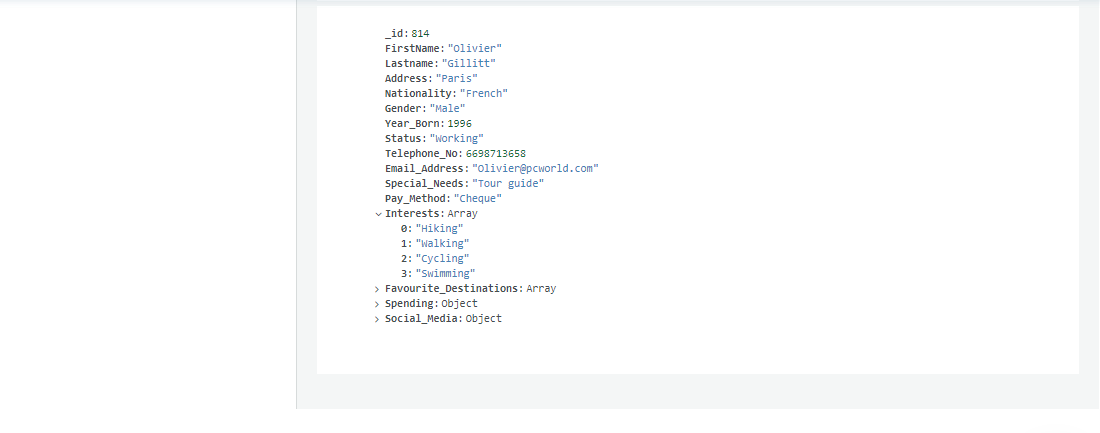 _id: 814
FirstName: "Olivier"
Lastname: "Gillitt"
Address: "Paris"
Nationality: "French"
Gender: "Male"
Year_Born: 1996
Status: "Working"
Telephone_No: 6698713658
Email_Address: "Olivier@pcworld.com"
Special_Needs: "Tour guide"
Pay_Method: "Cheque"
Interests: Array
0: "Hiking"
1: "Walking"
2: "Cycling"
3: "Swimming"
Favourite_Destinations: Array
Spending: Object
Social_Media: Object